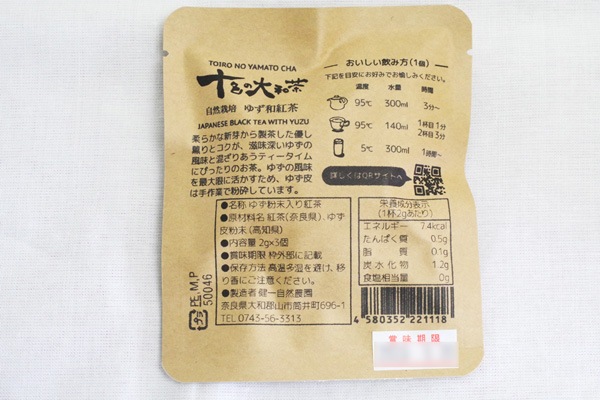 TOIRO NO YAMATO CHA
十色の大和茶
自然栽培 ゆず和紅茶
JAPANESE BLACK TEA WITH YUZU
柔らかな新芽から製茶した優し
い薫りとコクが、滋味深いゆずの
風味と混ざりあうティータイム
にぴったりのお茶。ゆずの風味
を最大限に活かすため、ゆず皮
は手作業で粉砕しています。
おいしい飲み方(1個)
下記を目安にお好みでお愉しみください。
温度 水量 時間
95℃ 300ml 3分~
95℃ 140ml 1杯目1分
2杯目3分
5℃ 300ml 1時間~
詳しくはQRサイトへ
●名称 ゆず粉末入り紅茶
●原材料名 紅茶(奈良県)、ゆず
皮粉末(高知県)
●内容量 2g×3個
●賞味期限 枠外部に記載
●保存方法 高温多湿を避け、移
り香にご注意ください。
●製造者 健一自然農園
奈良県大和郡山市筒井町696-1
TEL 0743-56-3313
栄養成分表示
(1杯2gあたり)
エネルギー 7.4kcal
たんぱく質 0.5g
脂質 0.1g
炭水化物 1.2g
食塩相当量 0g
プラ
PE,M,P
50046
4 580352 221118
賞味期限